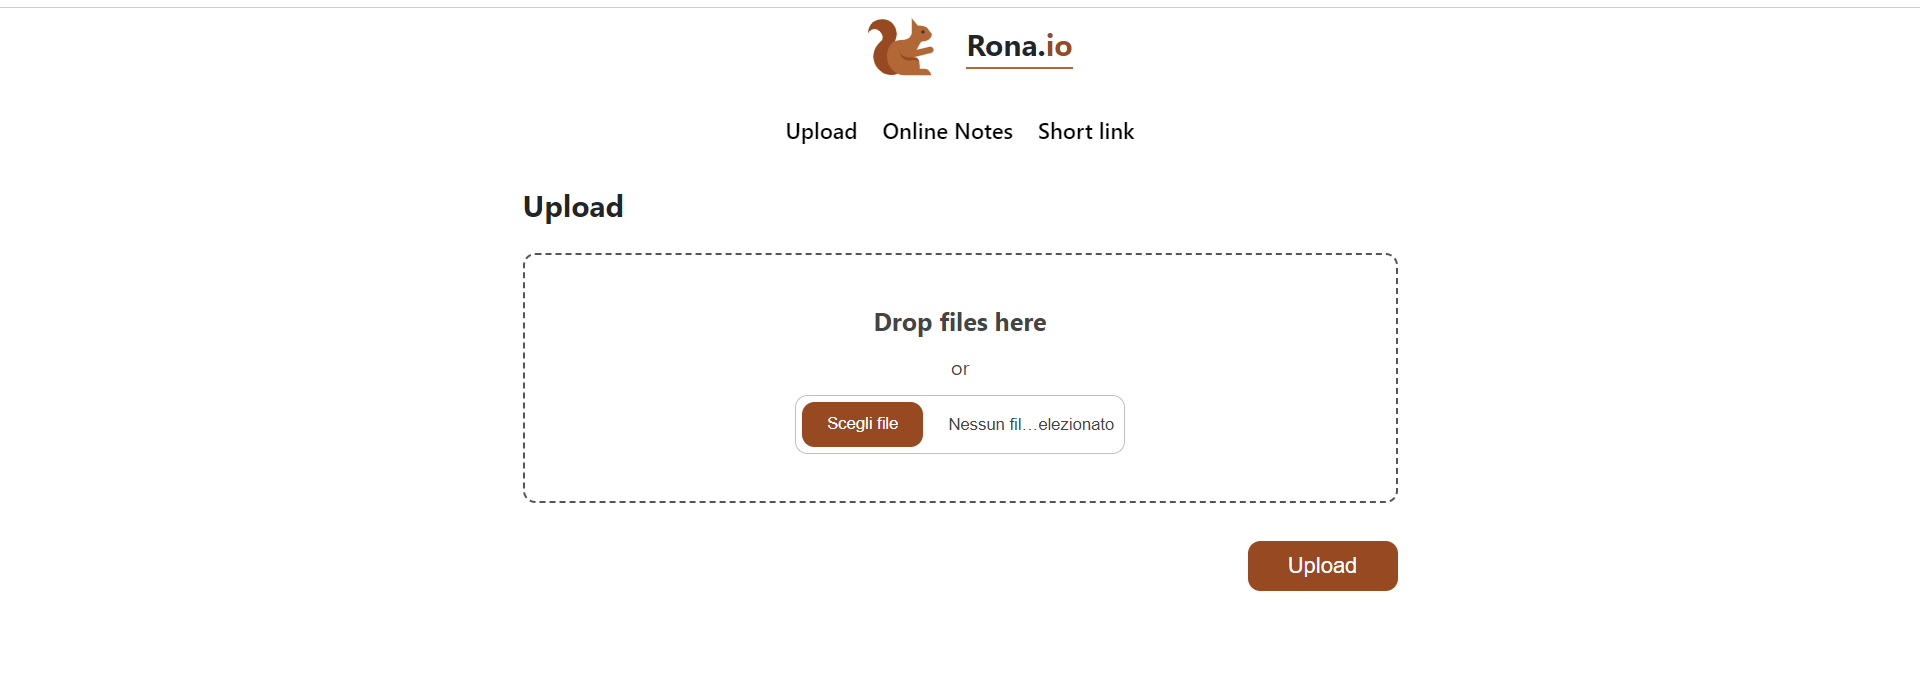 Rona.io
Upload Online Notes Short link
Upload
Drop files here
or
Scegli file Nessun fil...elezionato
Upload